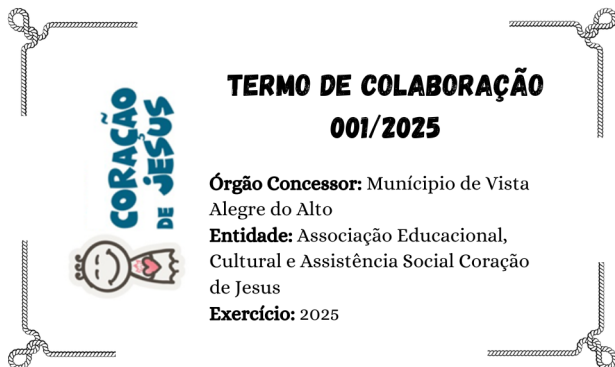 CORAÇÃO
DE JESUS
TERMO DE COLABORAÇÃO
001/2025
Órgão Concessor: Munícipio de Vista
Alegre do Alto
Entidade: Associação Educacional,
Cultural e Assistência Social Coração
de Jesus
Exercício: 2025